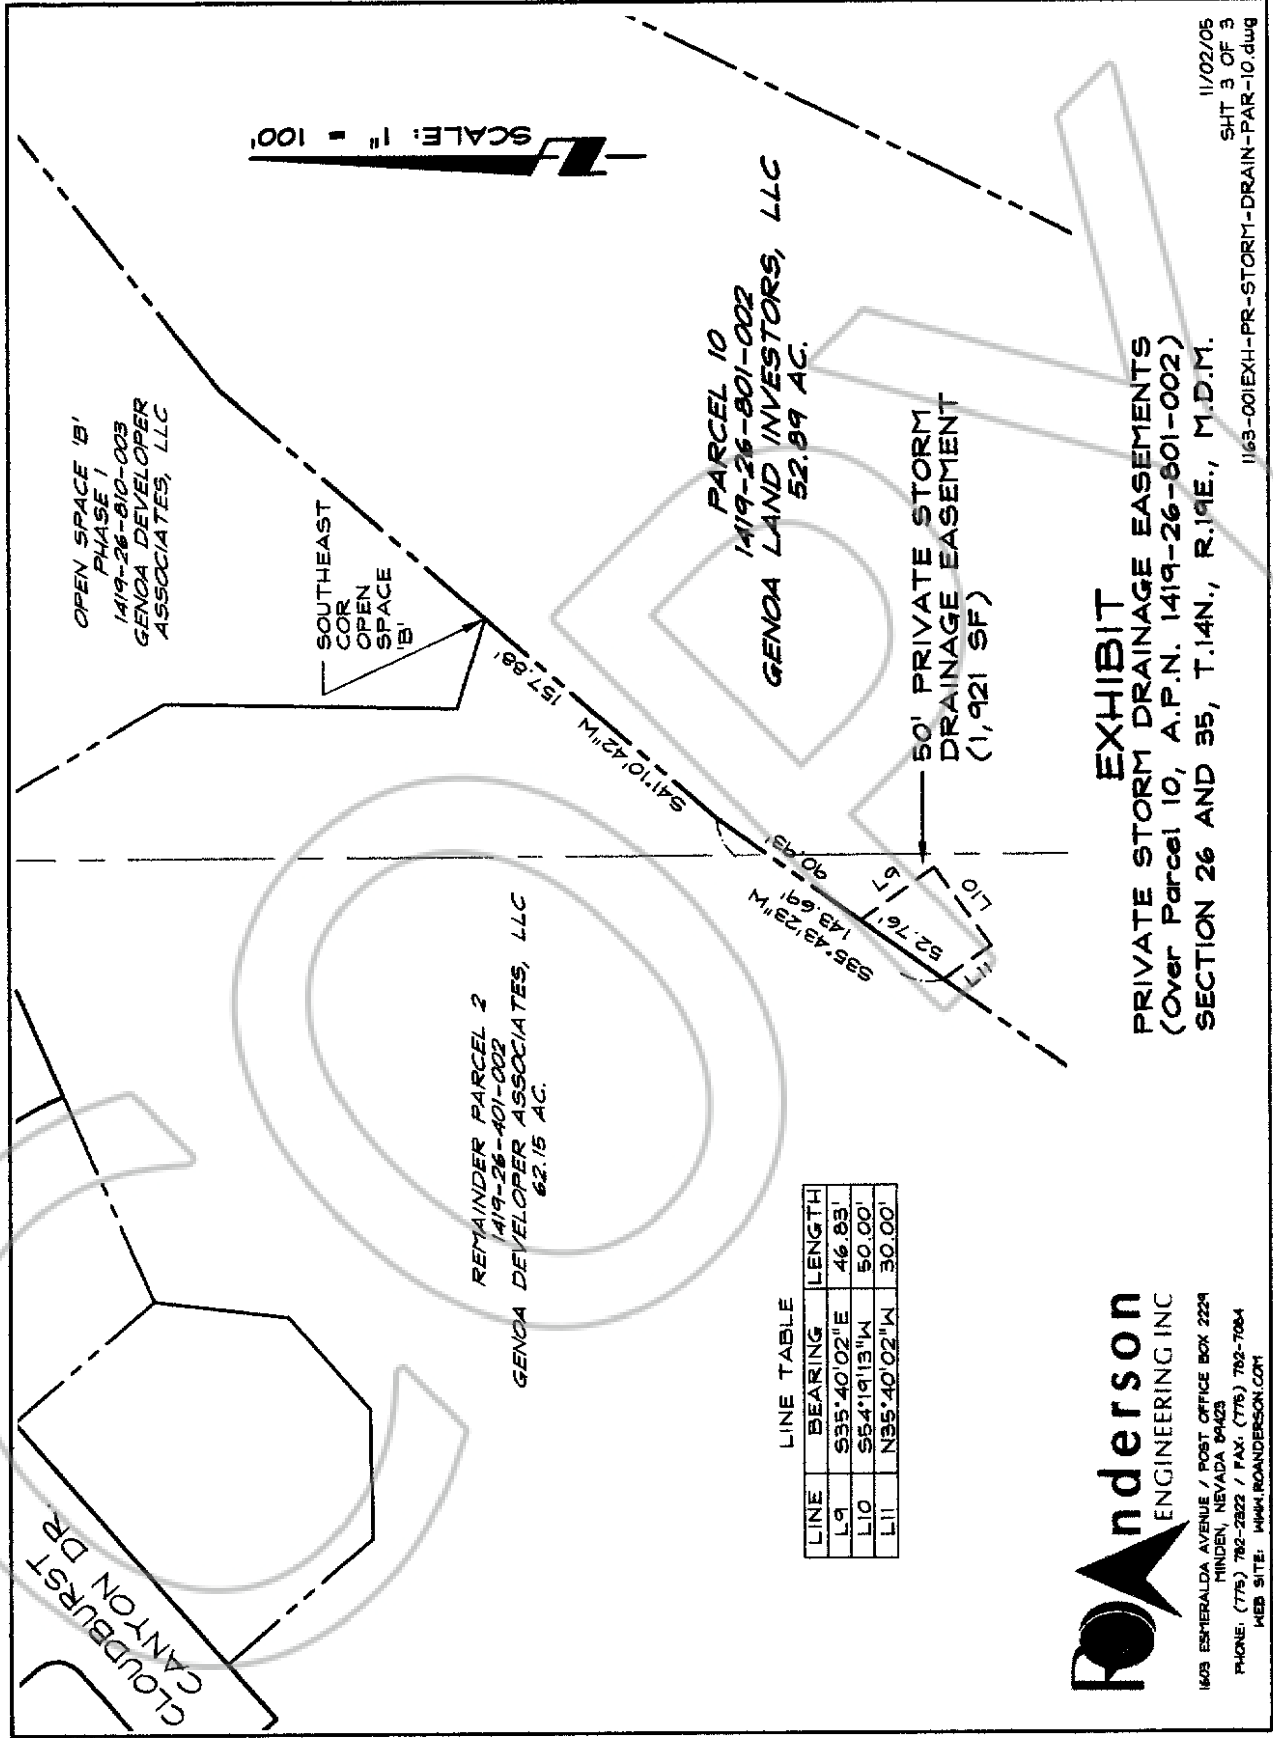 OPEN SPACE 'B'
PHASE 1
1419-26-810-003
GENOA DEVELOPER
ASSOCIATES, LLC
SCALE: 1" = 100'
SOUTHEAST
COR
OPEN
SPACE
'B'
S41°10'42"W 157.88'
CLOUDBURST
CANYON DR.
REMAINDER PARCEL 2
1419-26-401-002
GENOA DEVELOPER ASSOCIATES, LLC
62.15 AC.
PARCEL 10
1419-26-801-002
GENOA LAND INVESTORS, LLC
52.89 AC.
S35°43'23"W
143.69'
90.93'
52.76'
L9
L10
L11
50' PRIVATE STORM
DRAINAGE EASEMENT
(1,921 SF)
LINE TABLE
LINE BEARING LENGTH
L9 S35°40'02"E 46.83'
L10 S54°19'13"W 50.00'
L11 N35°40'02"W 30.00'
EXHIBIT
PRIVATE STORM DRAINAGE EASEMENTS
(Over Parcel 10, A.P.N. 1419-26-801-002)
SECTION 26 AND 35, T.14N., R.19E., M.D.M.
ROAnderson
ENGINEERING INC
1603 ESMERALDA AVENUE / POST OFFICE BOX 2229
MINDEN, NEVADA 89423
PHONE: (775) 782-2322 / FAX: (775) 782-7084
WEB SITE: WWW.ROANDERSON.COM
11/02/05
SHT 3 OF 3
1163-001EXH-PR-STORM-DRAIN-PAR-10.dwg
COPY